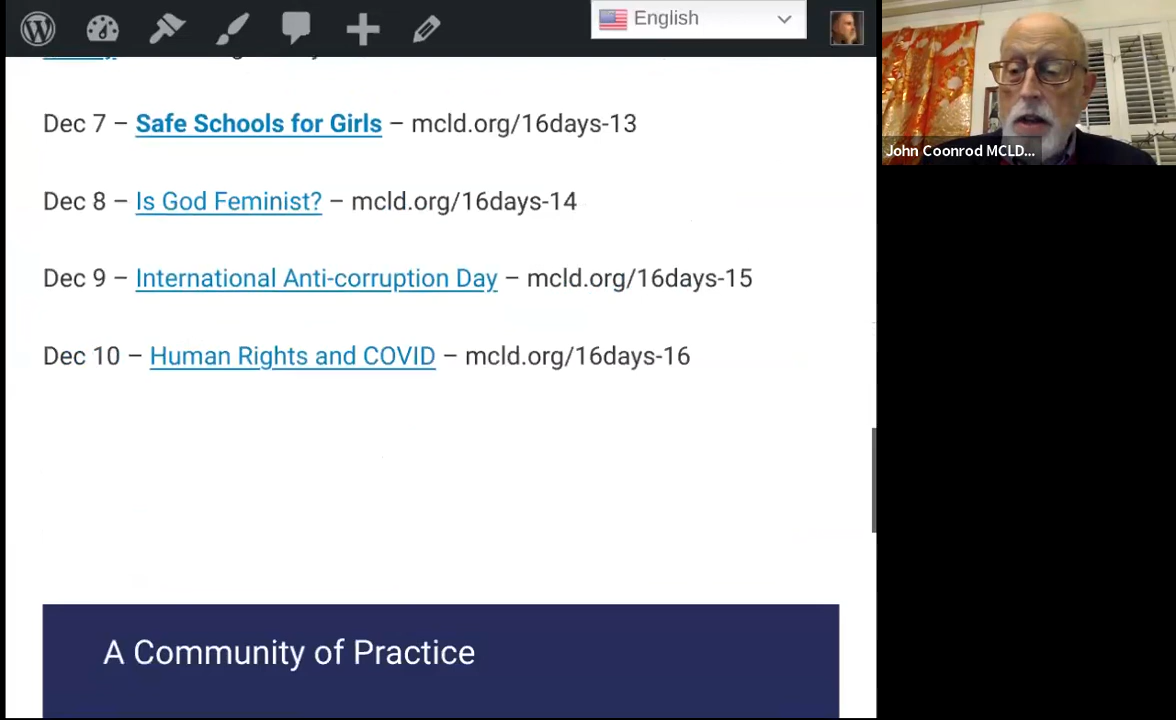 English
Dec 7 – Safe Schools for Girls – mcld.org/16days-13
Dec 8 – Is God Feminist? – mcld.org/16days-14
Dec 9 – International Anti-corruption Day – mcld.org/16days-15
Dec 10 – Human Rights and COVID – mcld.org/16days-16
A Community of Practice
John Coonrod MCLD...